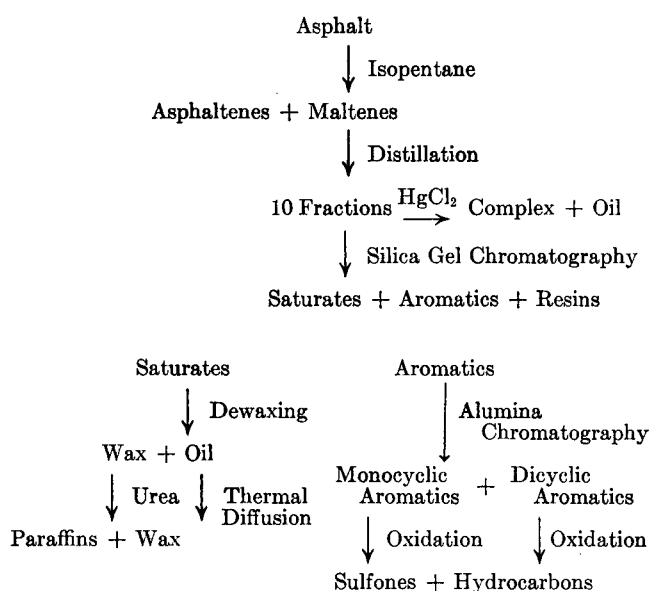 Asphalt
Isopentane
Asphaltenes + Maltenes
Distillation
10 Fractions HgCl2 Complex + Oil
Silica Gel Chromatography
Saturates + Aromatics + Resins
Saturates
Dewaxing
Wax + Oil
Urea
Thermal
Diffusion
Paraffins + Wax
Aromatics
Alumina
Chromatography
Monocyclic
Aromatics
+
Dicyclic
Aromatics
Oxidation
Oxidation
Sulfones + Hydrocarbons